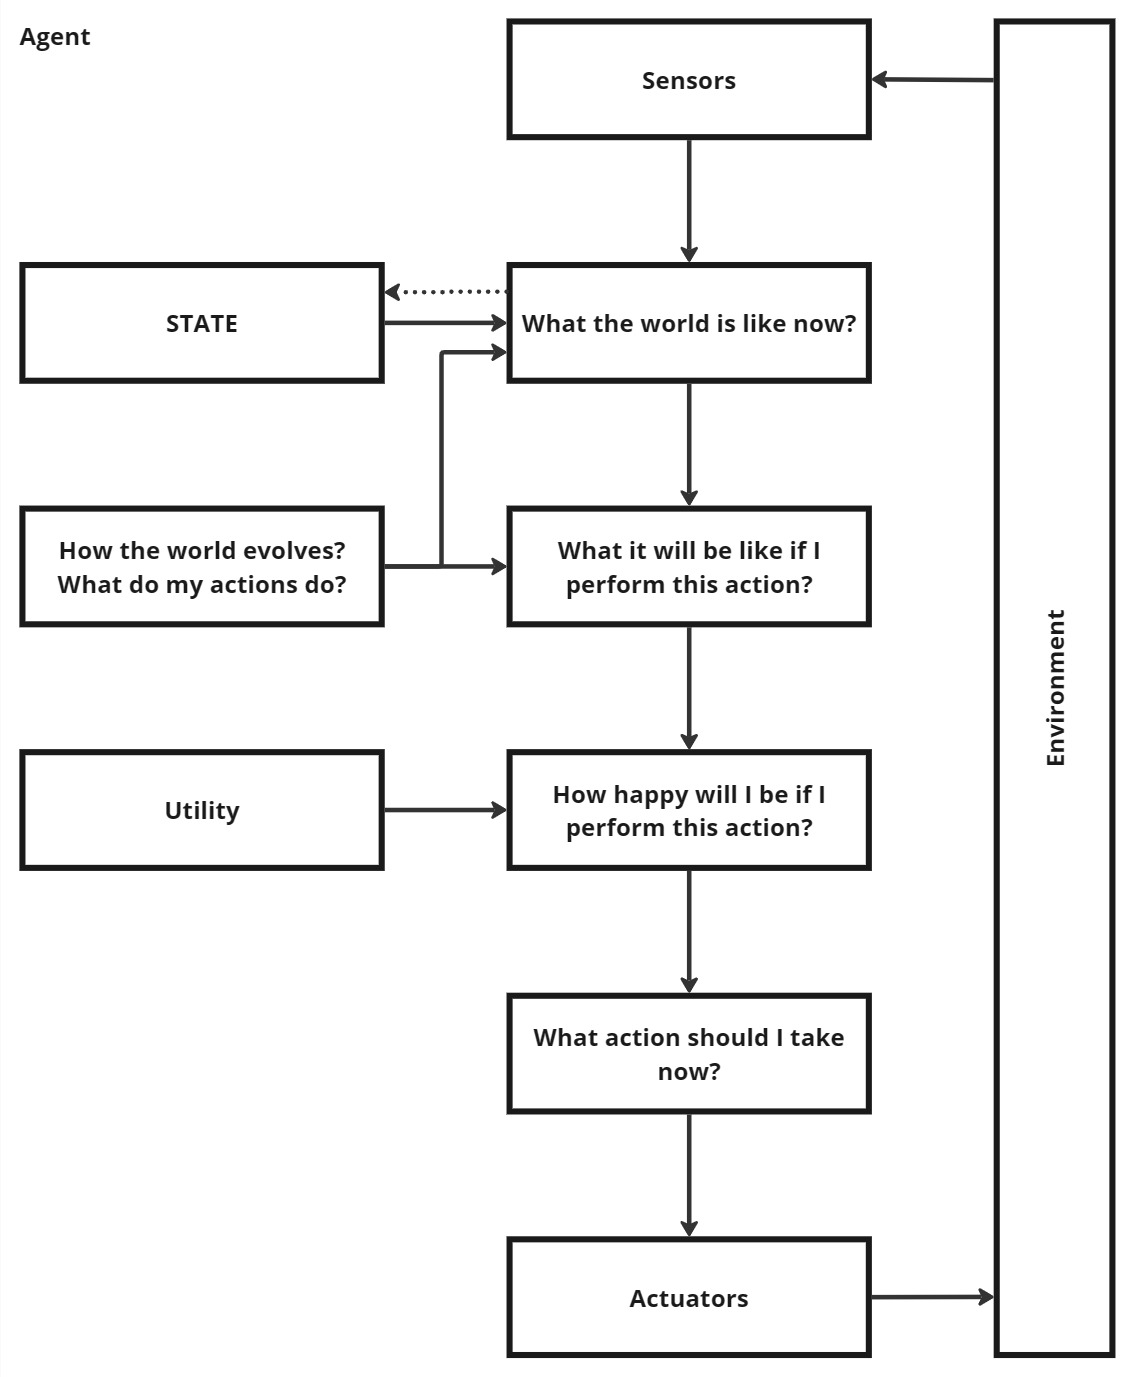 Agent
Sensors
STATE
What the world is like now?
How the world evolves?
What do my actions do?
What it will be like if I
perform this action?
Utility
How happy will I be if I
perform this action?
What action should I take
now?
Actuators
Environment